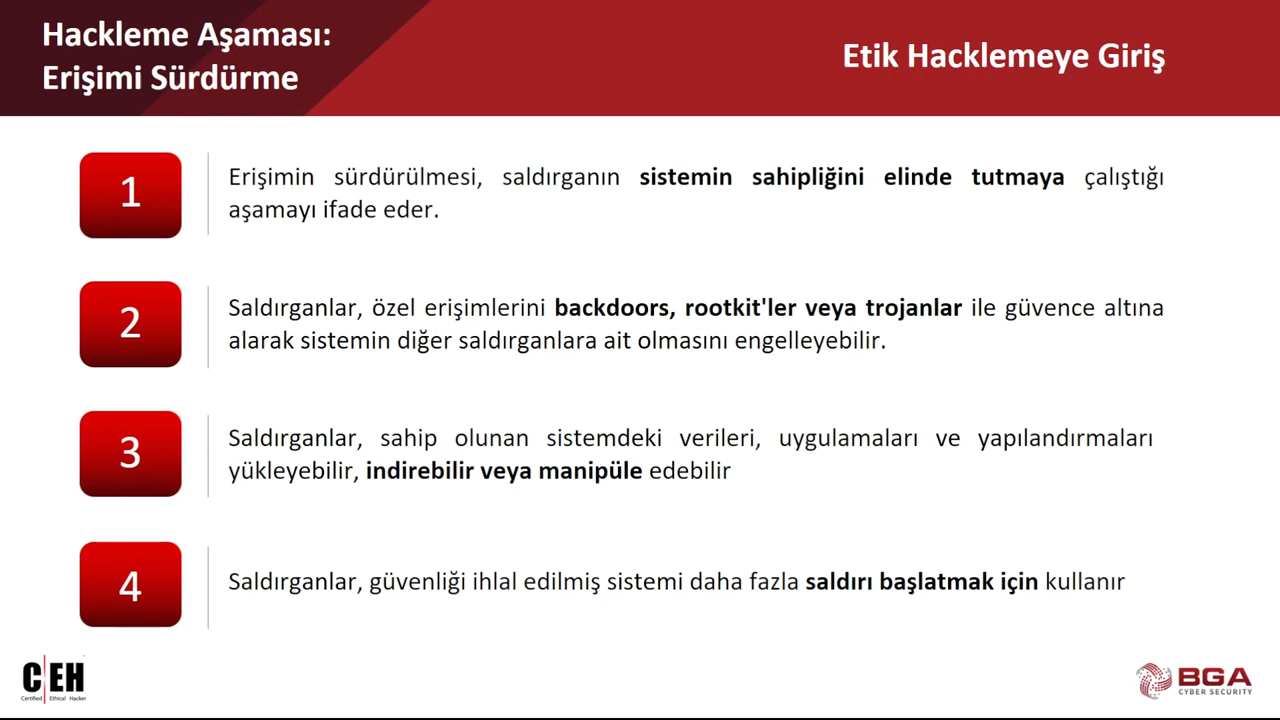 Hackleme Aşaması:
Erişimi Sürdürme
Etik Hacklemeye Giriş
1
Erişimin sürdürülmesi, saldırganın sistemin sahipliğini elinde tutmaya çalıştığı
aşamayı ifade eder.
2
Saldırganlar, özel erişimlerini backdoors, rootkit'ler veya trojanlar ile güvence altına
alarak sistemin diğer saldırganlara ait olmasını engelleyebilir.
3
Saldırganlar, sahip olunan sistemdeki verileri, uygulamaları ve yapılandırmaları
yükleyebilir, indirebilir veya manipüle edebilir
4
Saldırganlar, güvenliği ihlal edilmiş sistemi daha fazla saldırı başlatmak için kullanır
C|EH
Certified Ethical Hacker
BGA
CYBER SECURITY